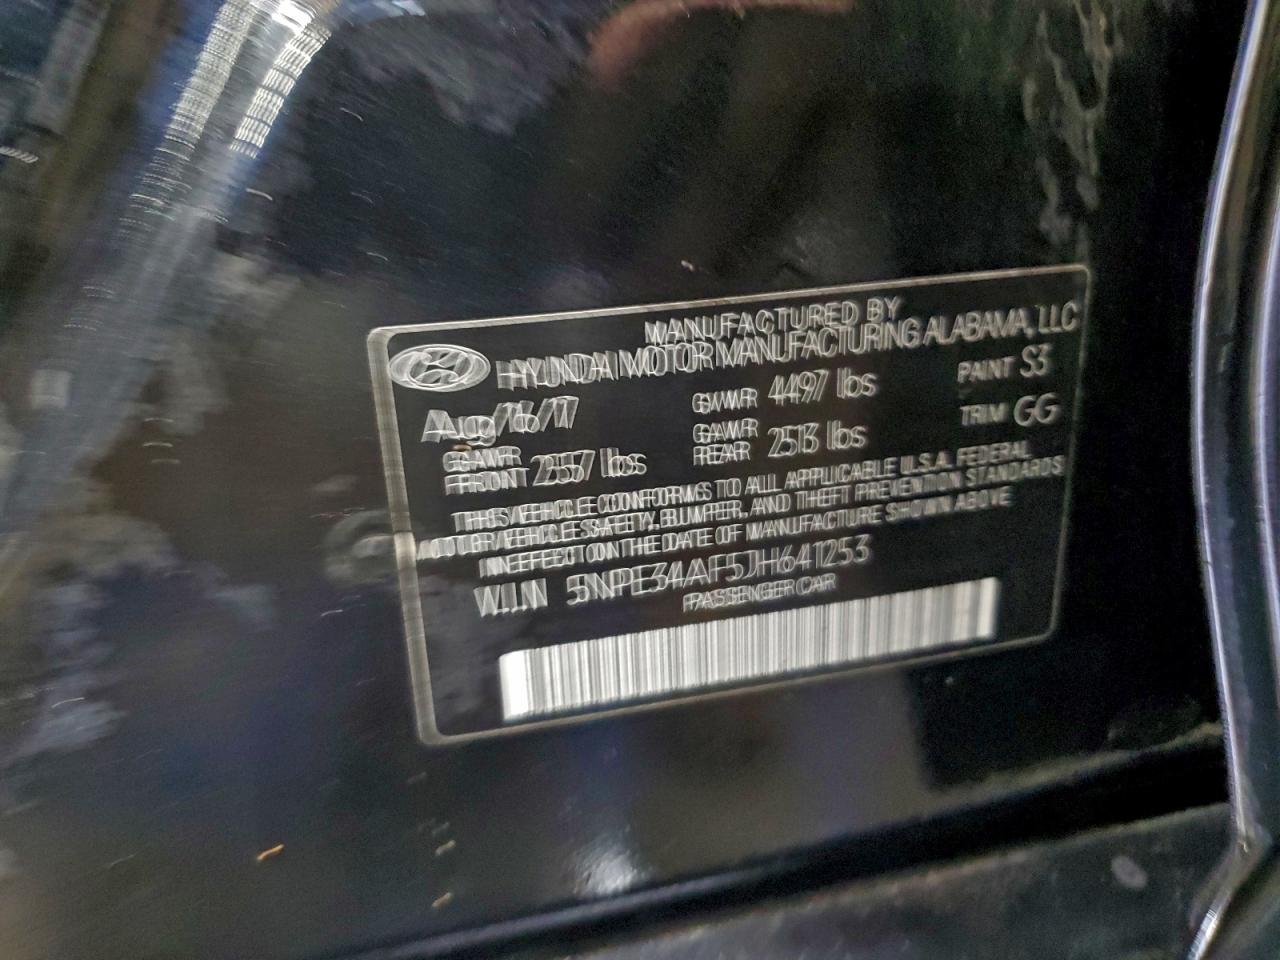 MANUFACTURED BY
HYUNDAI MOTOR MANUFACTURING ALABAMA, LLC
Aug/16/17 GVWR 4497 lbs PAINT S3
GAWR FRONT 2557 lbs GAWR REAR 2513 lbs TRIM GG
THIS VEHICLE CONFORMS TO ALL APPLICABLE U.S.A. FEDERAL
MOTOR VEHICLE SAFETY, BUMPER, AND THEFT PREVENTION STANDARDS
IN EFFECT ON THE DATE OF MANUFACTURE SHOWN ABOVE
V.I.N 5NPE34AF5JH641253
PASSENGER CAR